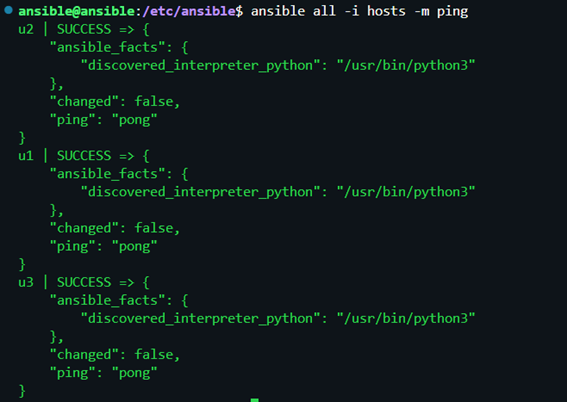 ansible@ansible:/etc/ansible$ ansible all -i hosts -m ping
u2 | SUCCESS => {
    "ansible_facts": {
        "discovered_interpreter_python": "/usr/bin/python3"
    },
    "changed": false,
    "ping": "pong"
}
u1 | SUCCESS => {
    "ansible_facts": {
        "discovered_interpreter_python": "/usr/bin/python3"
    },
    "changed": false,
    "ping": "pong"
}
u3 | SUCCESS => {
    "ansible_facts": {
        "discovered_interpreter_python": "/usr/bin/python3"
    },
    "changed": false,
    "ping": "pong"
}